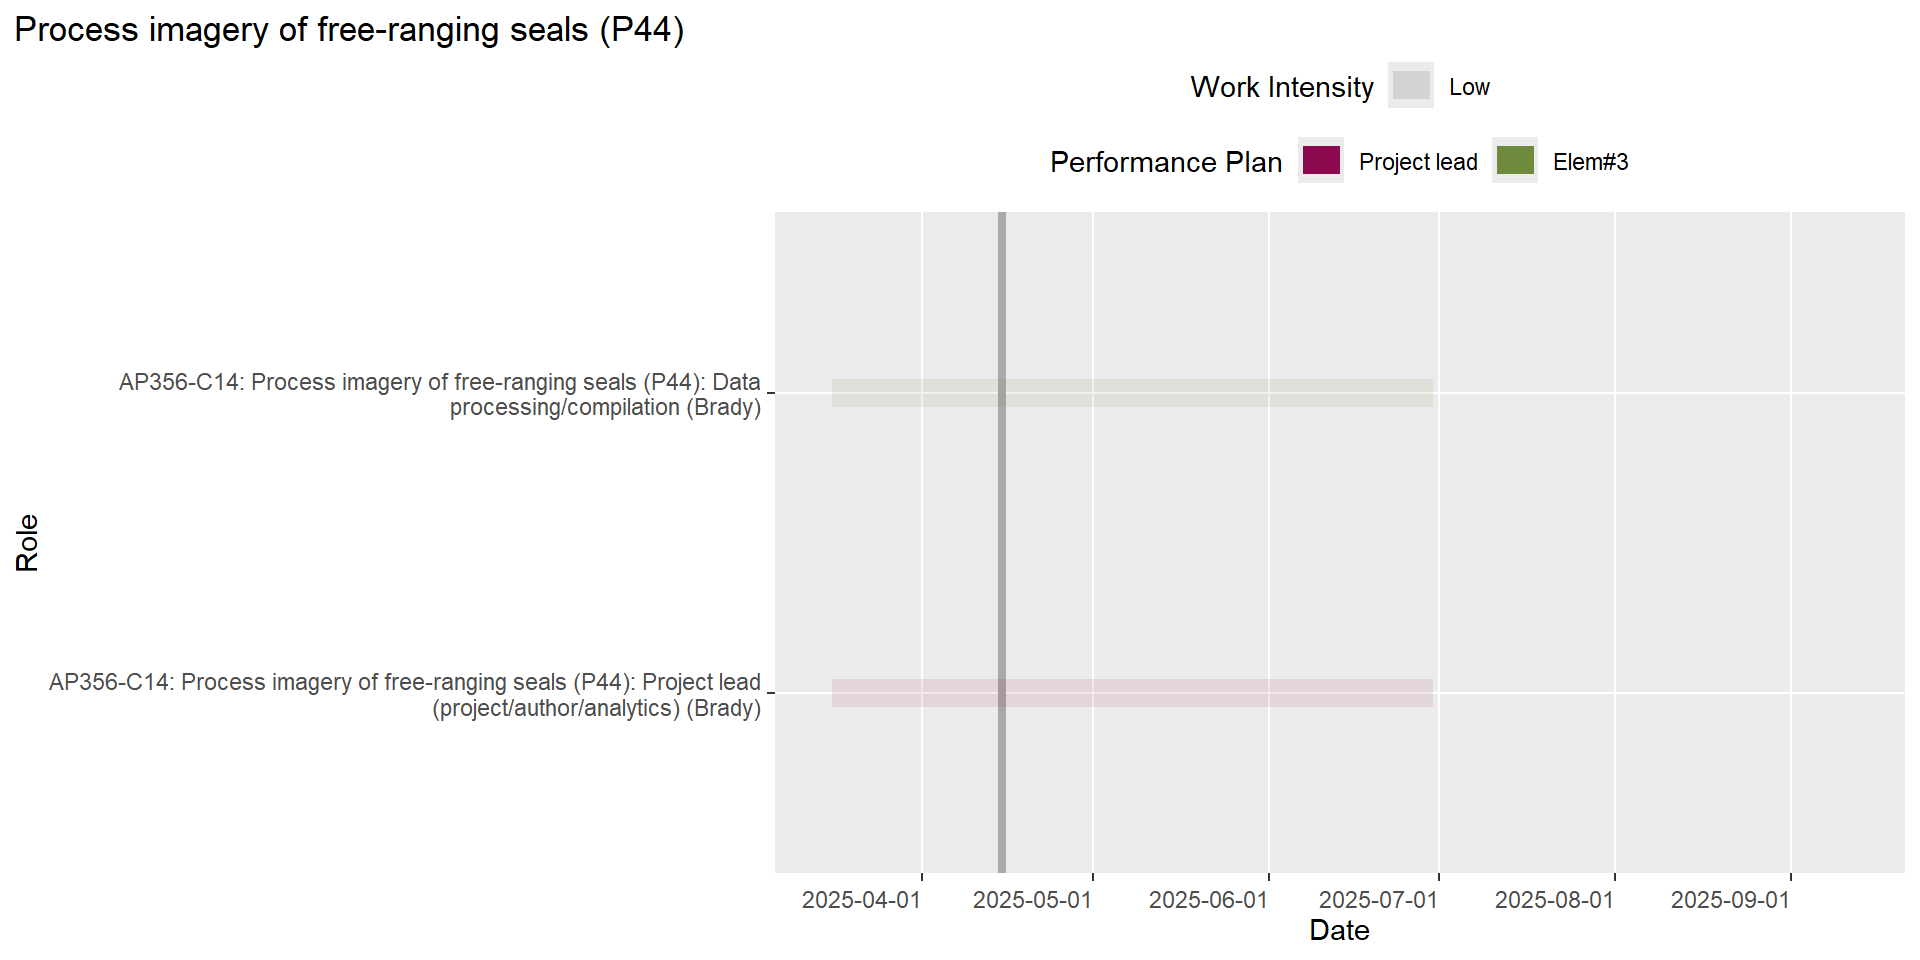 Process imagery of free-ranging seals (P44)
Work Intensity Low
Performance Plan Project lead Elem#3
AP356-C14: Process imagery of free-ranging seals (P44): Data
processing/compilation (Brady)
Role
AP356-C14: Process imagery of free-ranging seals (P44): Project lead
(project/author/analytics) (Brady)
2025-04-01 2025-05-01 2025-06-01 2025-07-01 2025-08-01 2025-09-01
Date